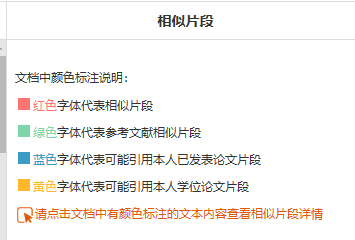 相似片段
文档中颜色标注说明：
红色字体代表相似片段
绿色字体代表参考文献相似片段
蓝色字体代表可能引用本人已发表论文片段
黄色字体代表可能引用本人学位论文片段
请点击文档中有颜色标注的文本内容查看相似片段详情